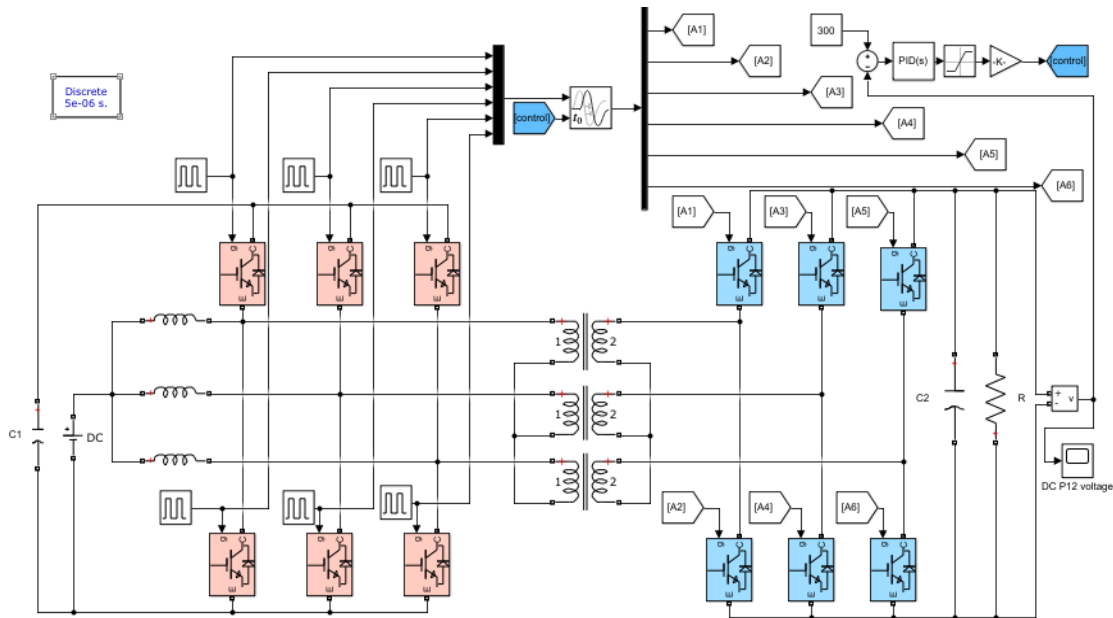 [A1]
[A2]
[A3]
[A4]
[A5]
[A6]
300
+
-
PID(s)
-K-
[control]
Discrete
5e-06 s.
[control]
t0
[A1]
[A3]
[A5]
g
C
E
g
C
E
g
C
E
g
C
E
g
C
E
g
C
E
+
+
1
2
+
+
+
1
2
+
+
+
1
2
+
C1
+
+
DC
C2
+
R
+
+
-
v
DC P12 voltage
[A2]
[A4]
[A6]
g
C
E
g
C
E
g
C
E
g
C
E
g
C
E
g
C
E